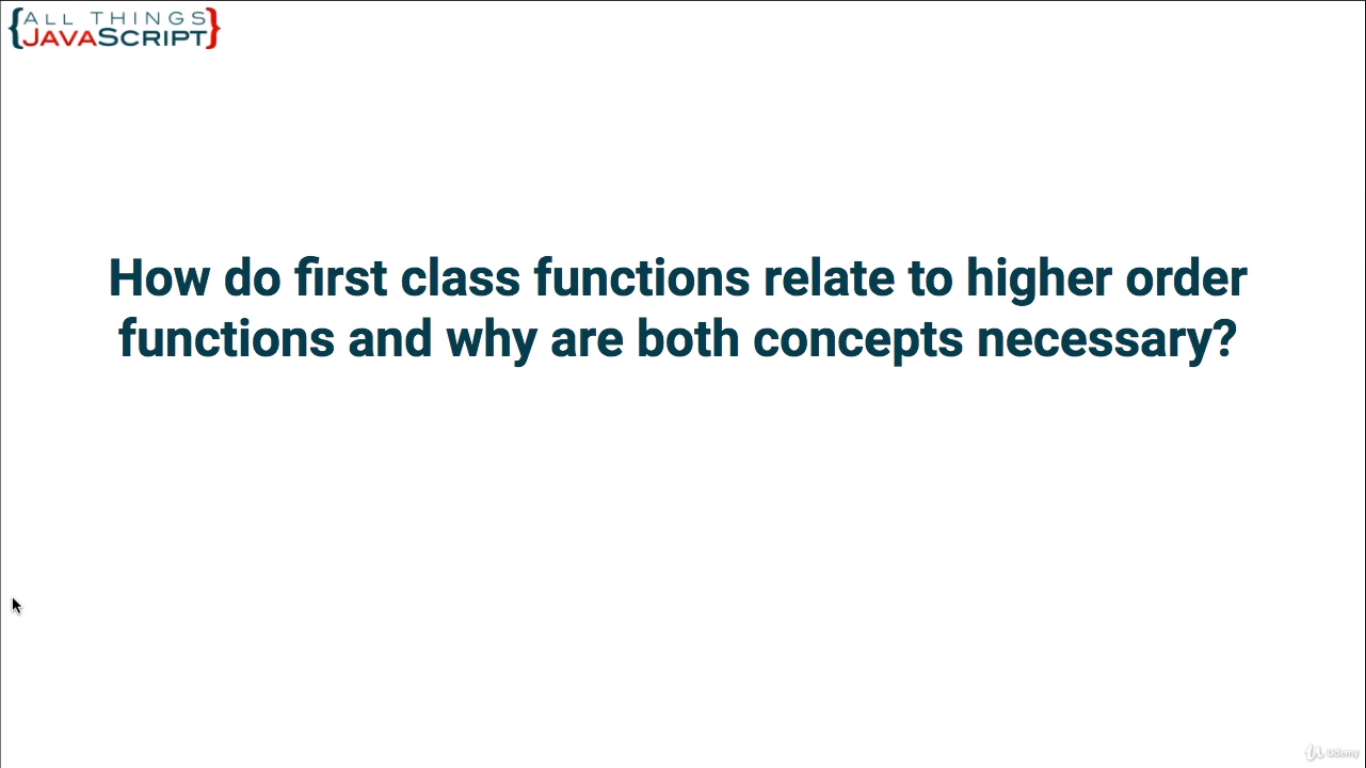 {ALL THINGS
JAVASCRIPT}
How do first class functions relate to higher order
functions and why are both concepts necessary?
Udemy